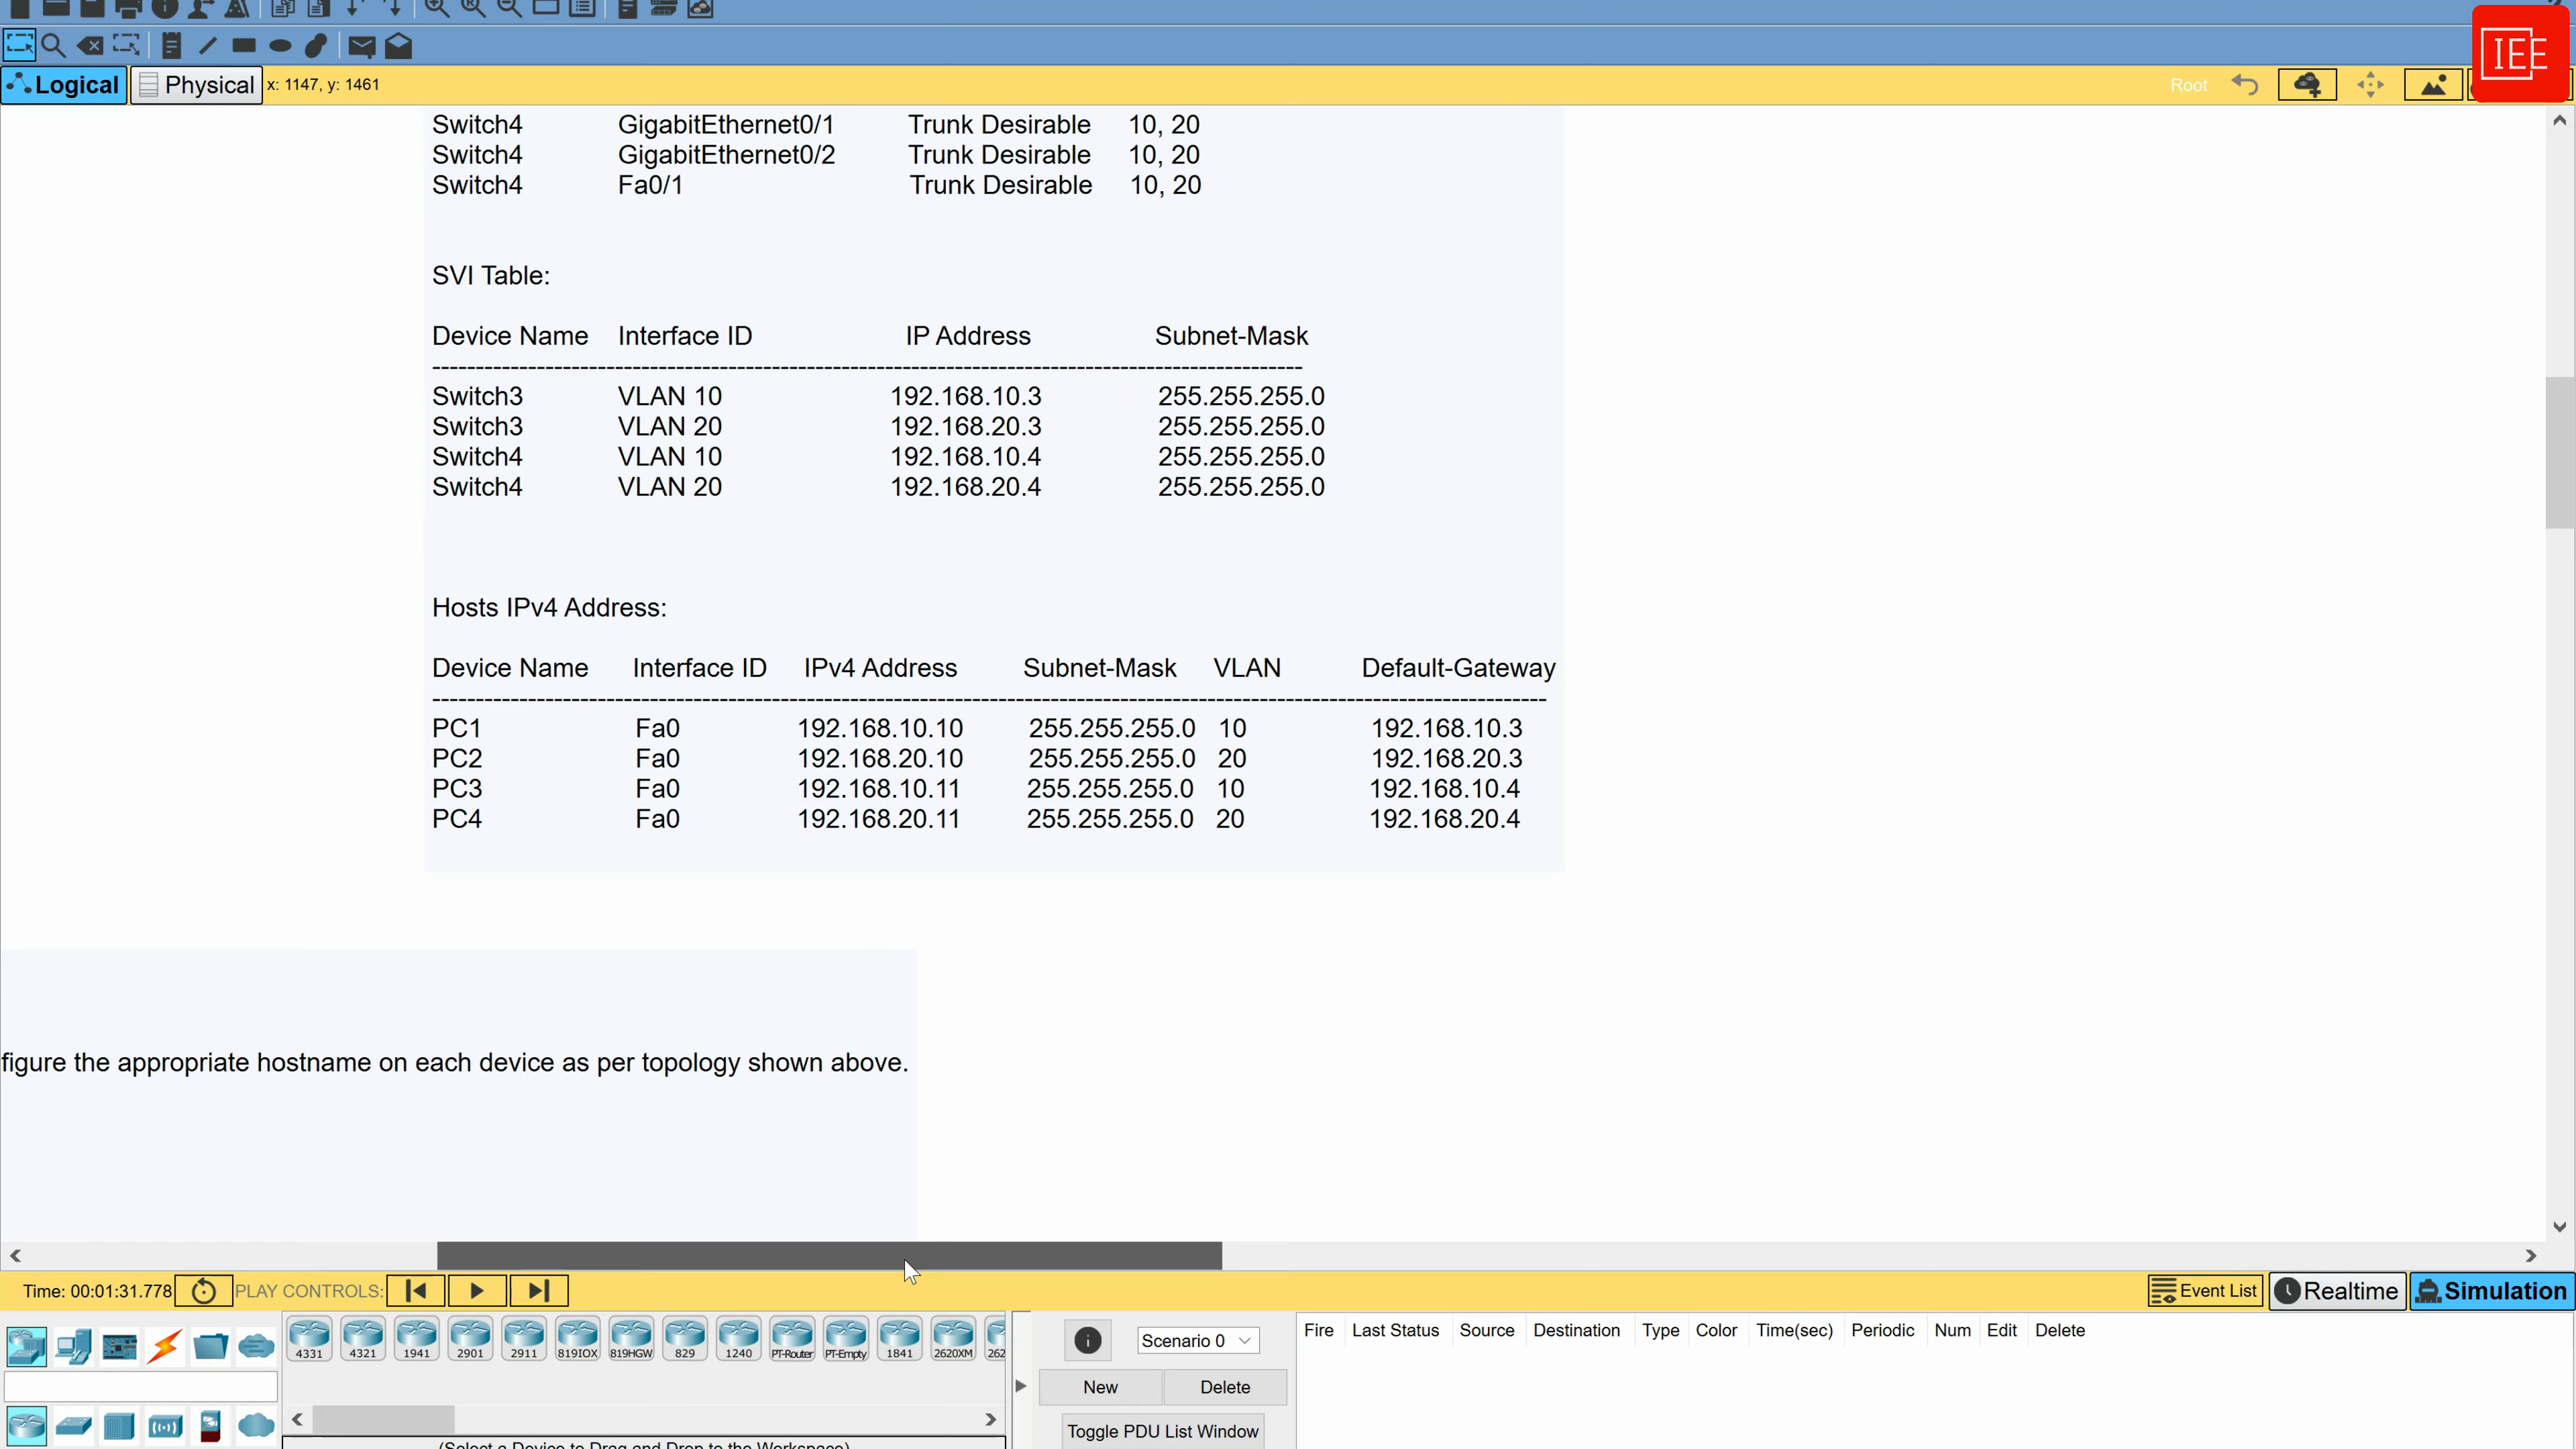 IEE
Logical Physical x: 1147, y: 1461 Root
Switch4 GigabitEthernet0/1 Trunk Desirable 10, 20
Switch4 GigabitEthernet0/2 Trunk Desirable 10, 20
Switch4 Fa0/1 Trunk Desirable 10, 20
SVI Table:
Device Name Interface ID IP Address Subnet-Mask
Switch3 VLAN 10 192.168.10.3 255.255.255.0
Switch3 VLAN 20 192.168.20.3 255.255.255.0
Switch4 VLAN 10 192.168.10.4 255.255.255.0
Switch4 VLAN 20 192.168.20.4 255.255.255.0
Hosts IPv4 Address:
Device Name Interface ID IPv4 Address Subnet-Mask VLAN Default-Gateway
PC1 Fa0 192.168.10.10 255.255.255.0 10 192.168.10.3
PC2 Fa0 192.168.20.10 255.255.255.0 20 192.168.20.3
PC3 Fa0 192.168.10.11 255.255.255.0 10 192.168.10.4
PC4 Fa0 192.168.20.11 255.255.255.0 20 192.168.20.4
figure the appropriate hostname on each device as per topology shown above.
Time: 00:01:31.778 PLAY CONTROLS: Event List Realtime Simulation
4331 4321 1941 2901 2911 819IOX 819HGW 829 1240 PT-Router PT-Empty 1841 2620XM 262
Scenario 0
New Delete
Toggle PDU List Window
Fire Last Status Source Destination Type Color Time(sec) Periodic Num Edit Delete
(Select a Device to Drag and Drop to the Workspace)